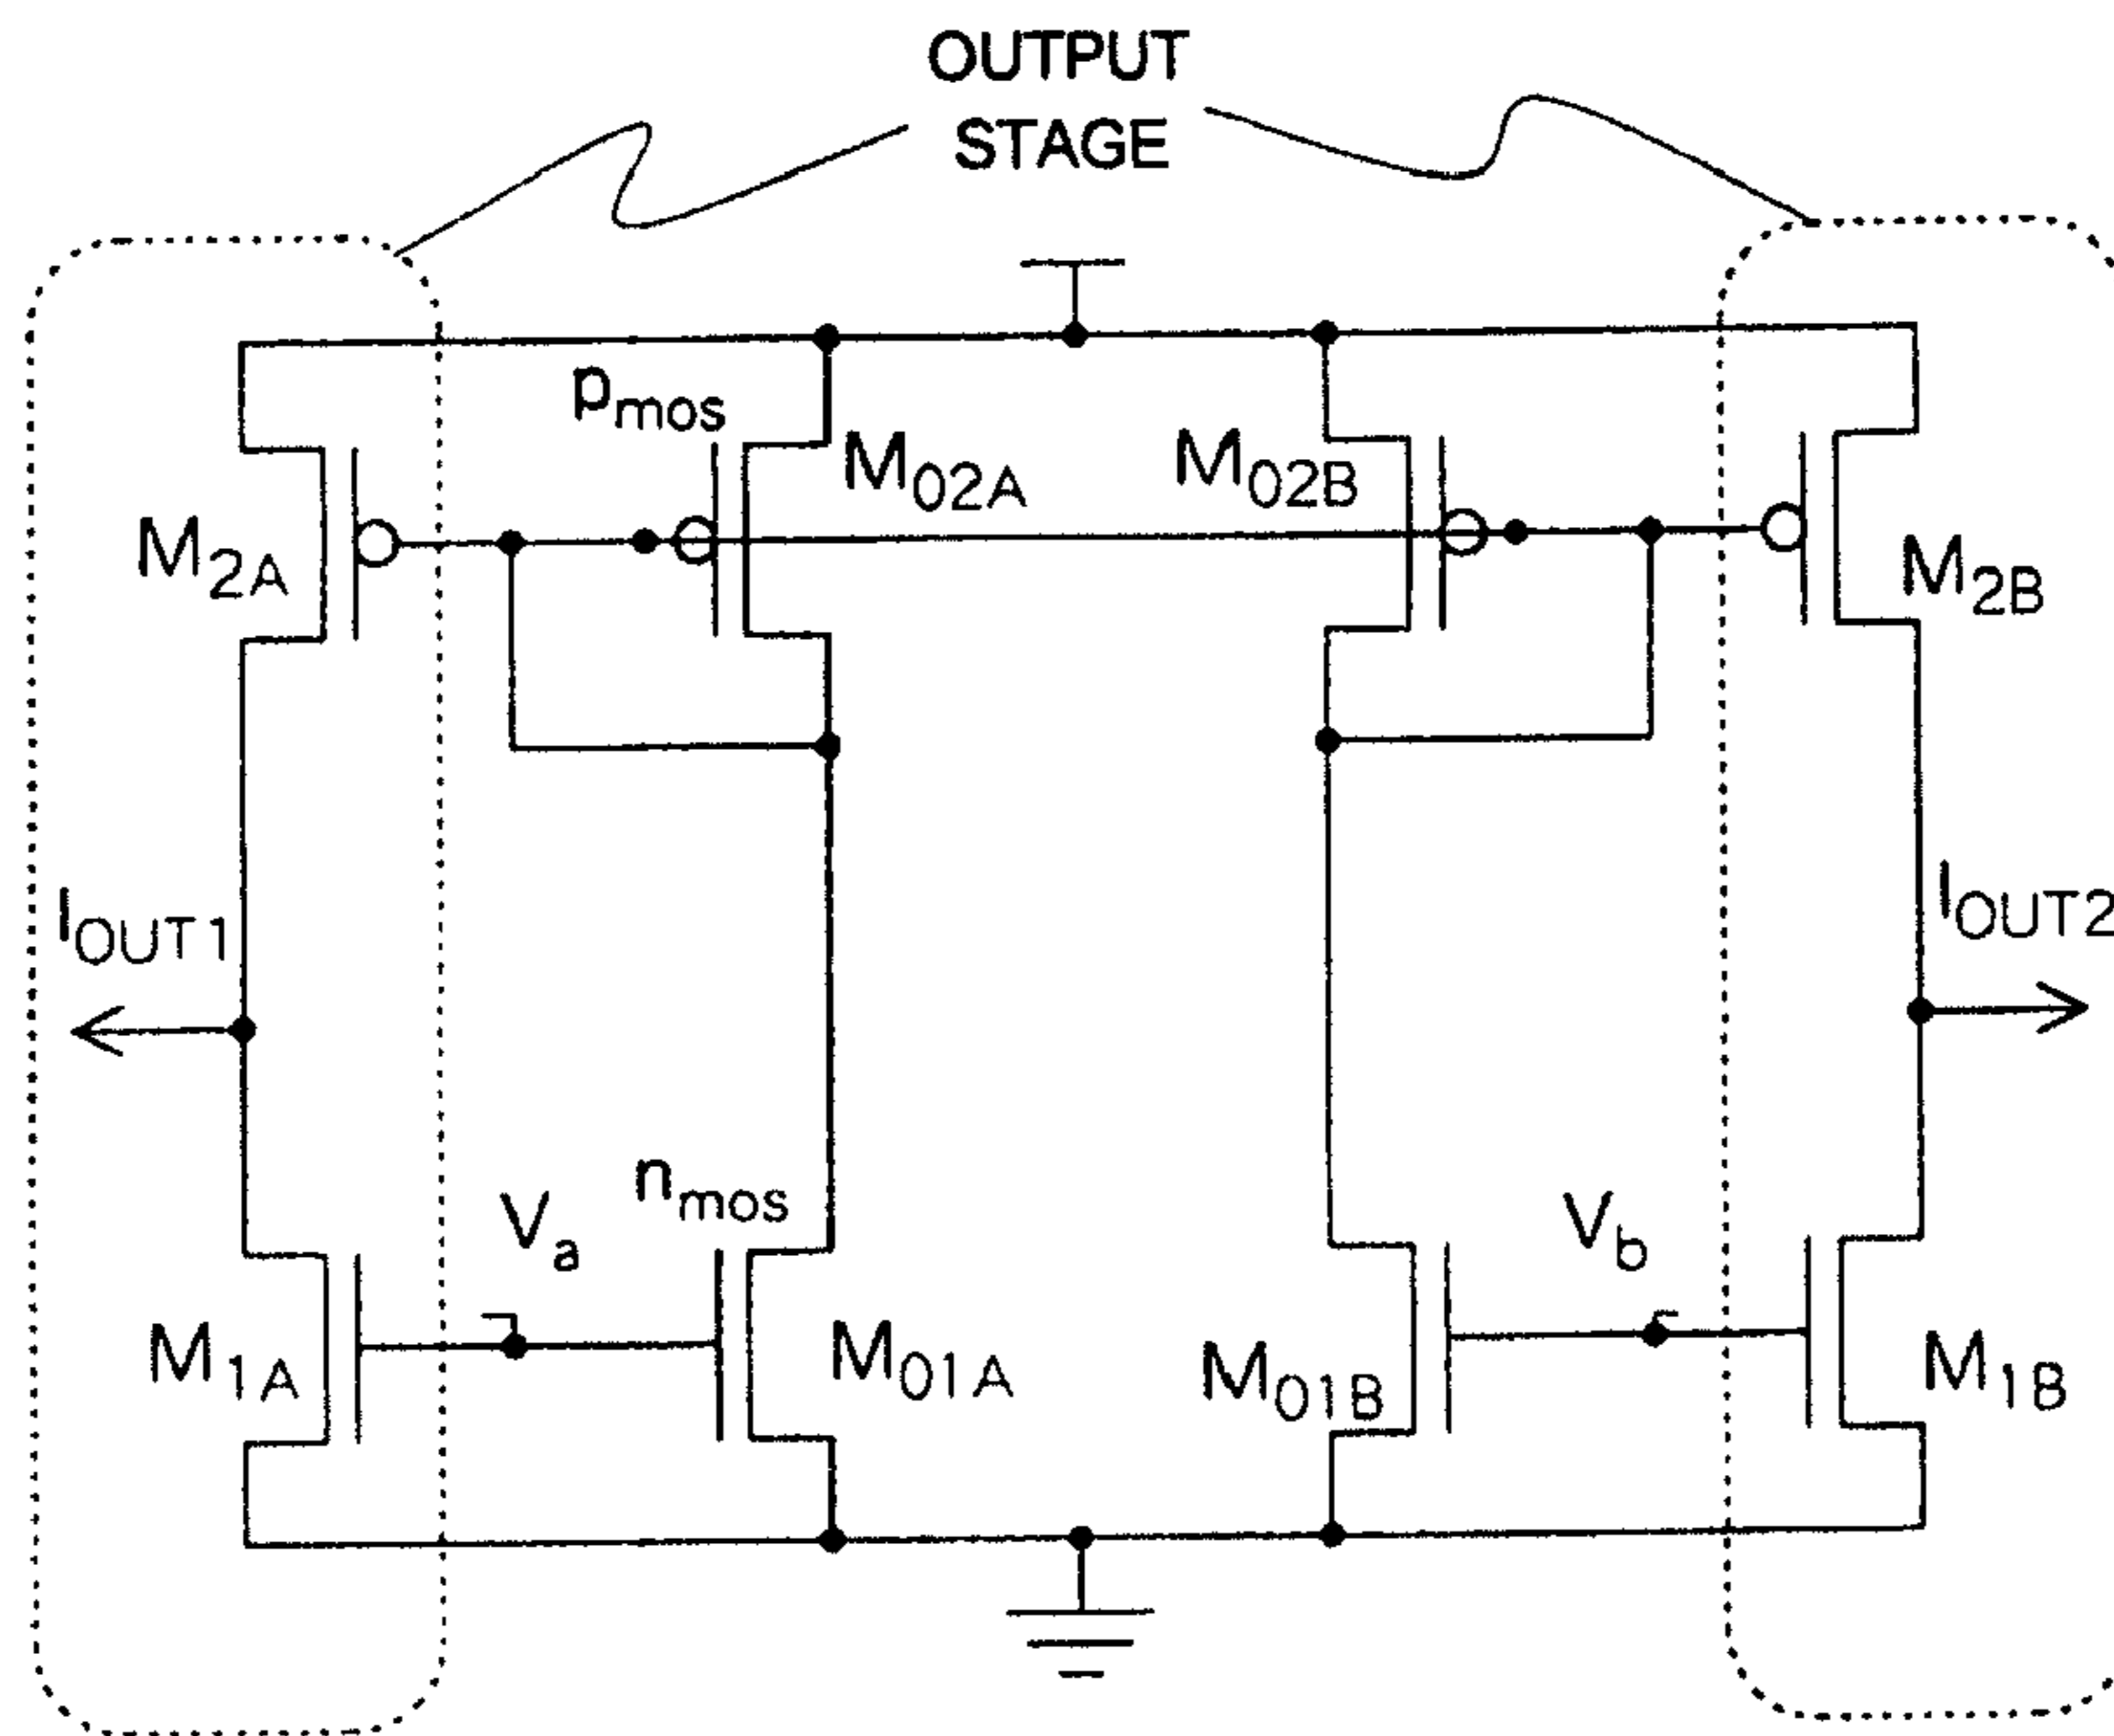 OUTPUT
STAGE
pmos
M02A
M02B
M2A
M2B
IOUT1
IOUT2
Va
nmos
Vb
M1A
M01A
M01B
M1B